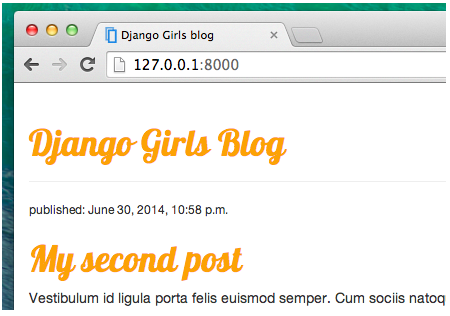 Django Girls blog
127.0.0.1:8000
Django Girls Blog
published: June 30, 2014, 10:58 p.m.
My second post
Vestibulum id ligula porta felis euismod semper. Cum sociis natoq